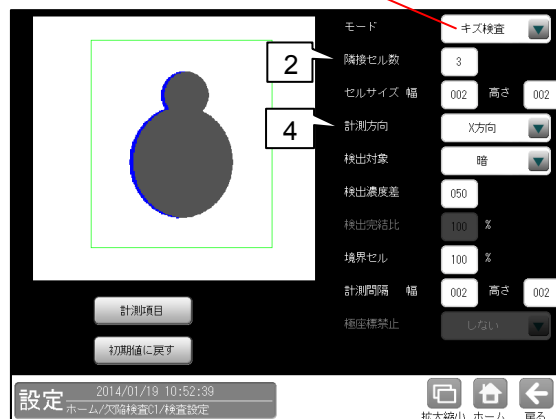 モード キズ検査
2 隣接セル数 3
セルサイズ 幅 002 高さ 002
4 計測方向 X方向
検出対象 暗
検出濃度差 050
検出完結比 100 %
境界セル 100 %
計測間隔 幅 002 高さ 002
極座標禁止 しない
計測項目
初期値に戻す
設定 2014/01/19 10:52:39
ホーム/欠陥検査C1/検査設定
拡大縮小 ホーム 戻る